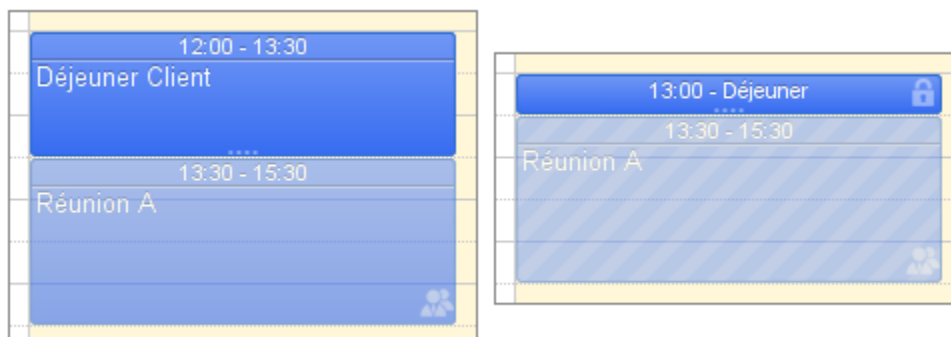 12:00 - 13:30
Déjeuner Client
13:30 - 15:30
Réunion A
13:00 - Déjeuner
13:30 - 15:30
Réunion A